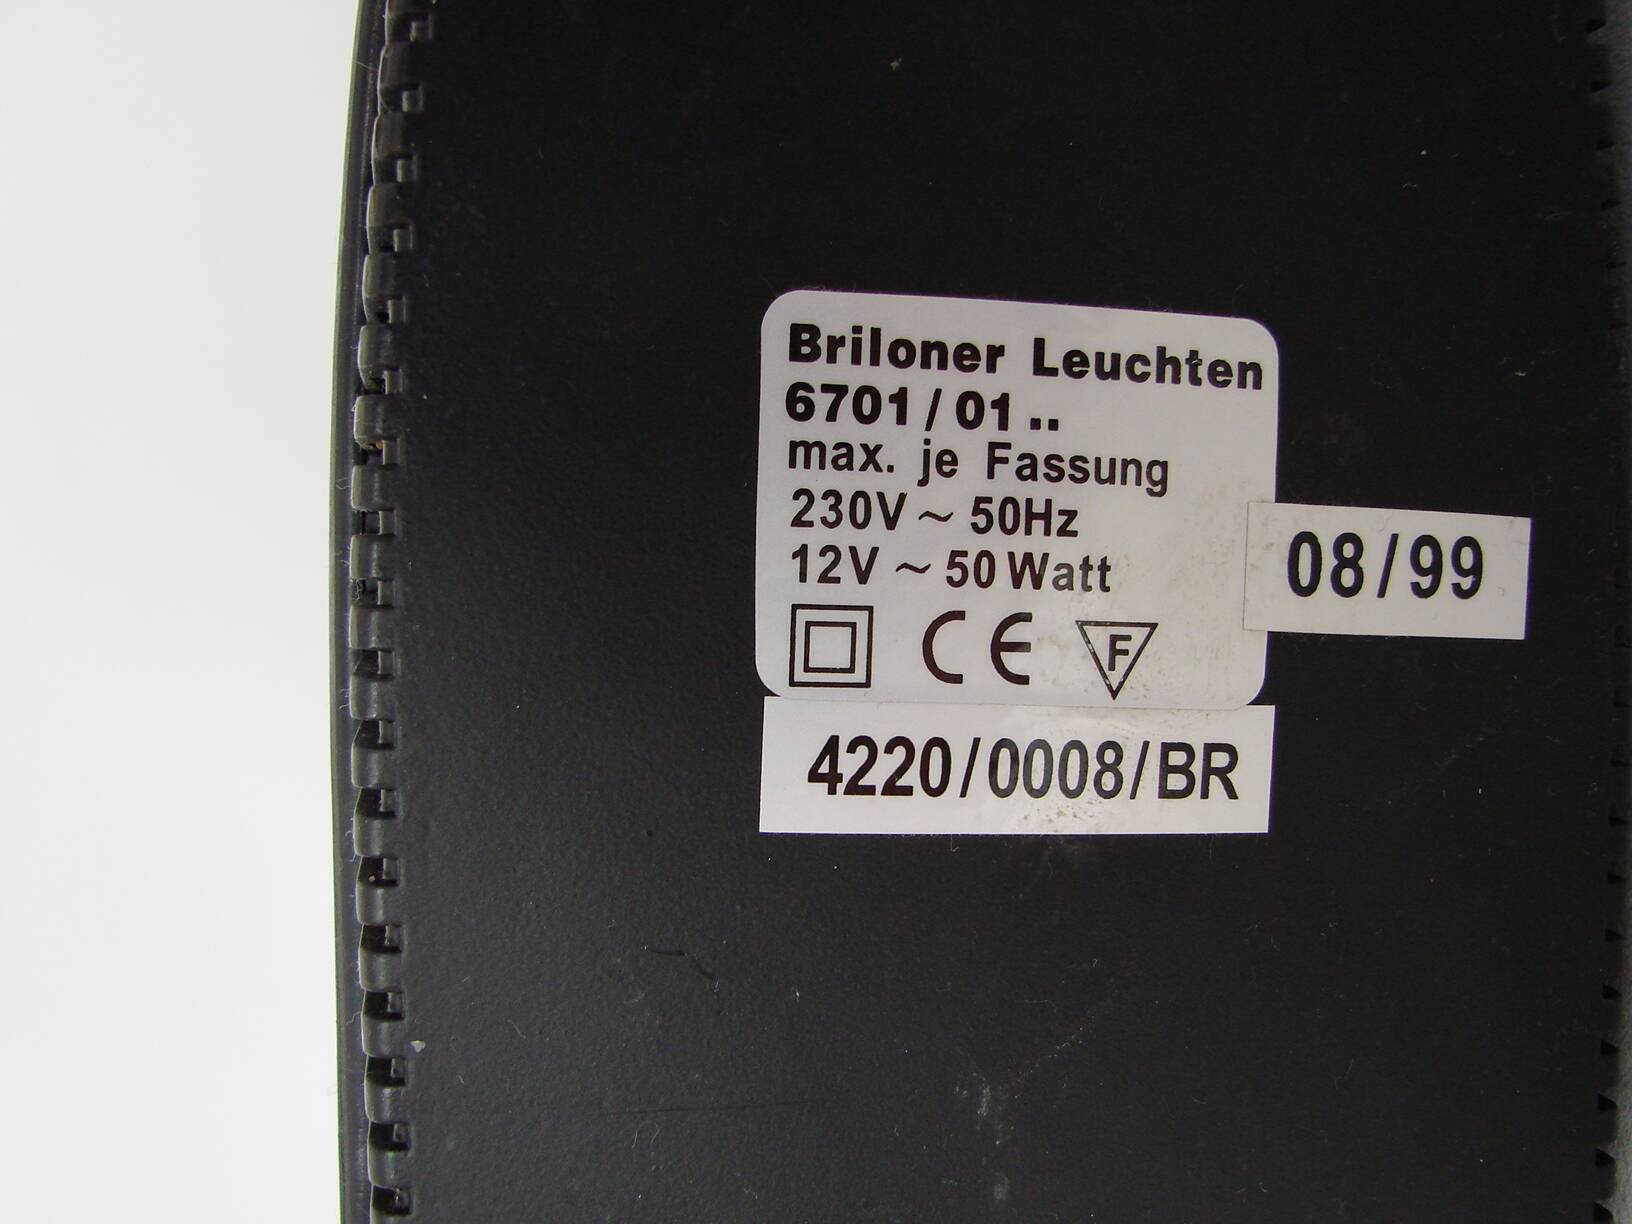 Briloner Leuchten
6701/01..
max. je Fassung
230V ~ 50Hz
12V ~ 50 Watt
08/99
CE F
4220/0008/BR